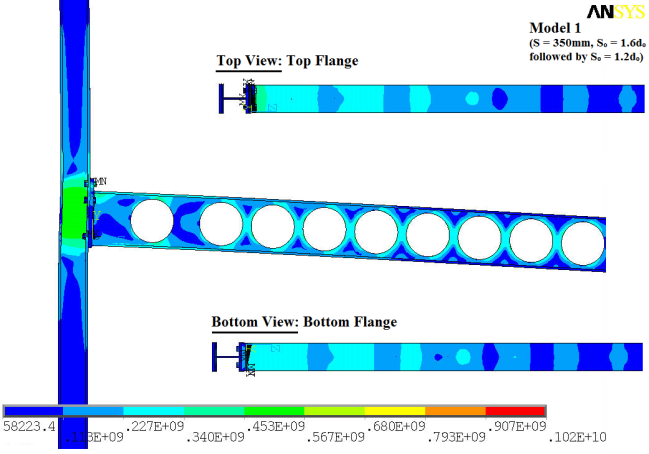 ANSYS
Model 1
(S = 350mm, Sₒ = 1.6dₒ
followed by Sₒ = 1.2dₒ)
Top View: Top Flange
MN
Bottom View: Bottom Flange
58223.4 .227E+09 .453E+09 .680E+09 .907E+09
.113E+09 .340E+09 .567E+09 .793E+09 .102E+10